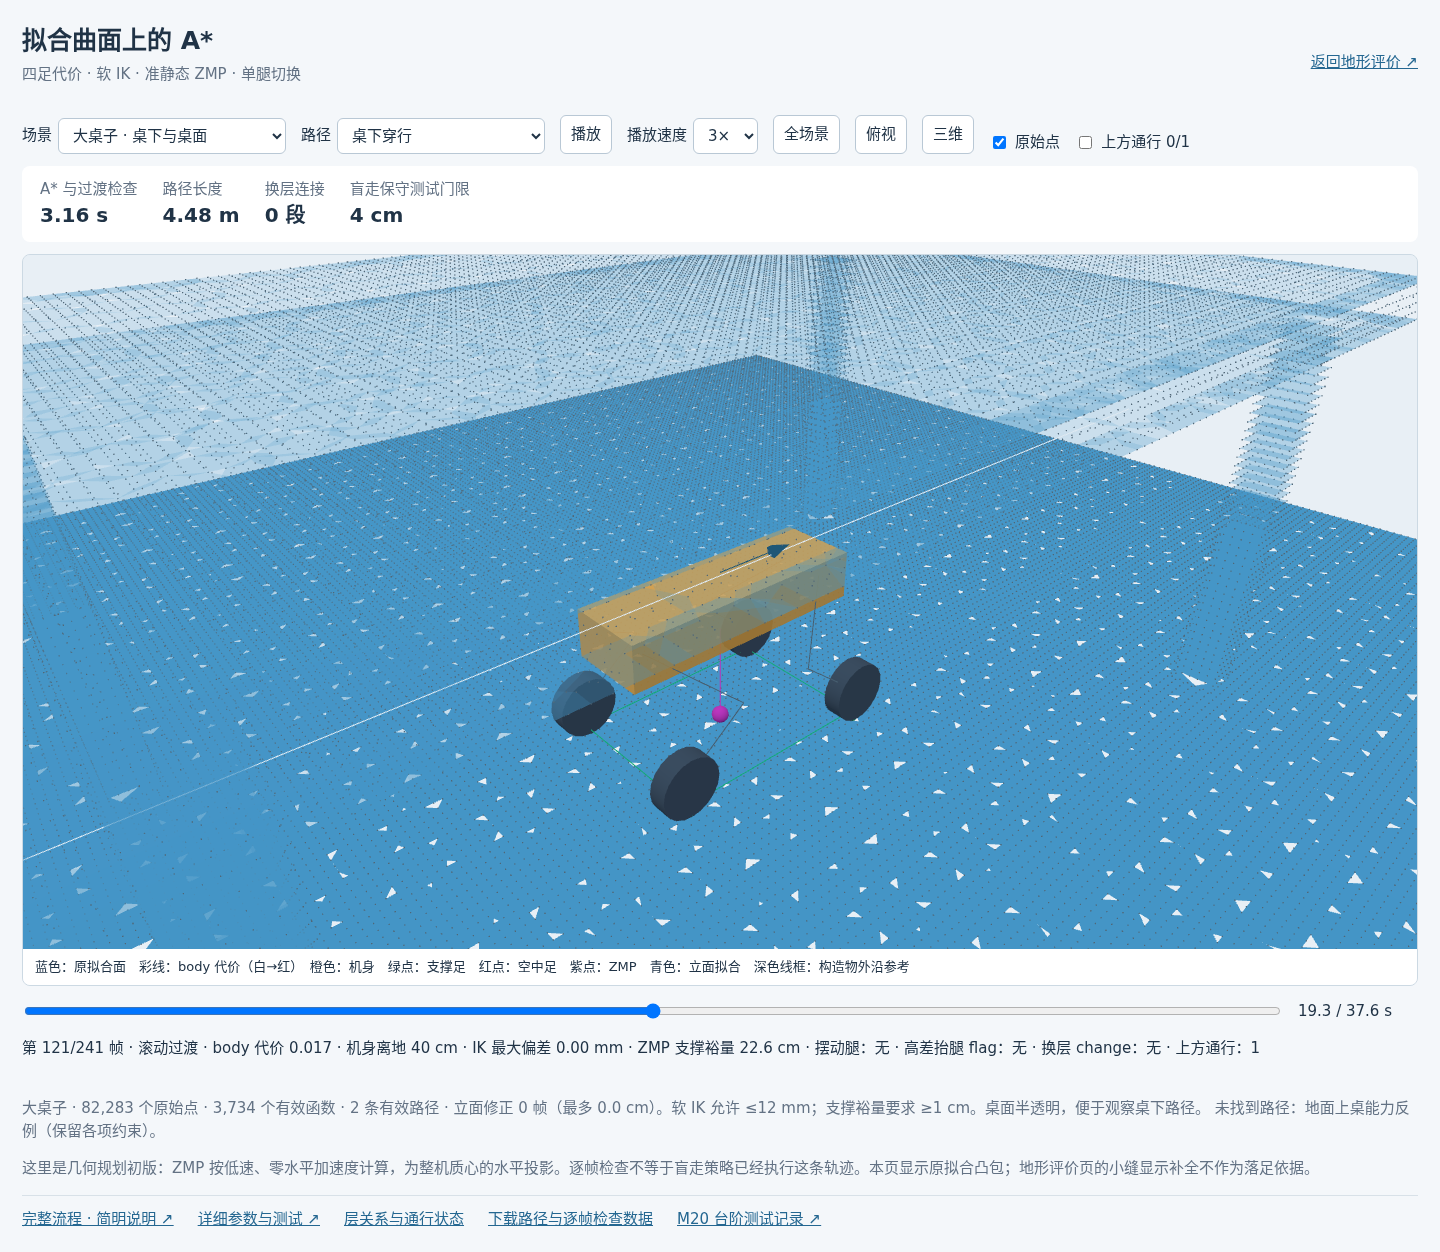 拟合曲面上的 A*
四足代价 · 软 IK · 准静态 ZMP · 单腿切换
返回地形评价 ↗
场景 大桌子 · 桌下与桌面 路径 桌下穿行 播放 播放速度 3× 全场景 俯视 三维 原始点 上方通行 0/1
A* 与过渡检查 路径长度 换层连接 盲走保守测试门限
3.16 s 4.48 m 0 段 4 cm
蓝色：原拟合面 彩线：body 代价（白→红） 橙色：机身 绿点：支撑足 红点：空中足 紫点：ZMP 青色：立面拟合 深色线框：构造物外沿参考
19.3 / 37.6 s
第 121/241 帧 · 滚动过渡 · body 代价 0.017 · 机身离地 40 cm · IK 最大偏差 0.00 mm · ZMP 支撑裕量 22.6 cm · 摆动腿：无 · 高差抬腿 flag：无 · 换层 change：无 · 上方通行：1
大桌子 · 82,283 个原始点 · 3,734 个有效函数 · 2 条有效路径 · 立面修正 0 帧（最多 0.0 cm）。软 IK 允许 ≤12 mm；支撑裕量要求 ≥1 cm。桌面半透明，便于观察桌下路径。 未找到路径：地面上桌能力反
例（保留各项约束）。
这里是几何规划初版：ZMP 按低速、零水平加速度计算，为整机质心的水平投影。逐帧检查不等于盲走策略已经执行这条轨迹。本页显示原拟合凸包；地形评价页的小缝显示补全不作为落足依据。
完整流程 · 简明说明 ↗ 详细参数与测试 ↗ 层关系与通行状态 下载路径与逐帧检查数据 M20 台阶测试记录 ↗